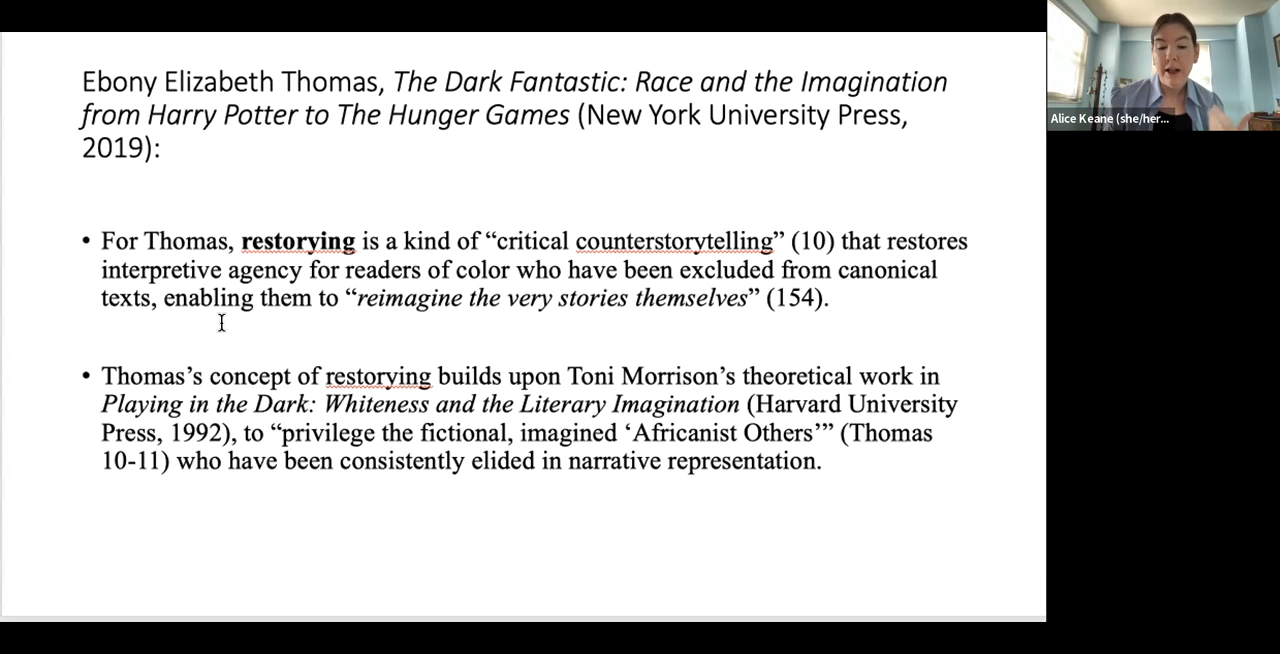 Ebony Elizabeth Thomas, The Dark Fantastic: Race and the Imagination
from Harry Potter to The Hunger Games (New York University Press,
2019):
• For Thomas, restorying is a kind of “critical counterstorytelling” (10) that restores
interpretive agency for readers of color who have been excluded from canonical
texts, enabling them to “reimagine the very stories themselves” (154).
• Thomas’s concept of restorying builds upon Toni Morrison’s theoretical work in
Playing in the Dark: Whiteness and the Literary Imagination (Harvard University
Press, 1992), to “privilege the fictional, imagined ‘Africanist Others’” (Thomas
10-11) who have been consistently elided in narrative representation.
Alice Keane (she/her...